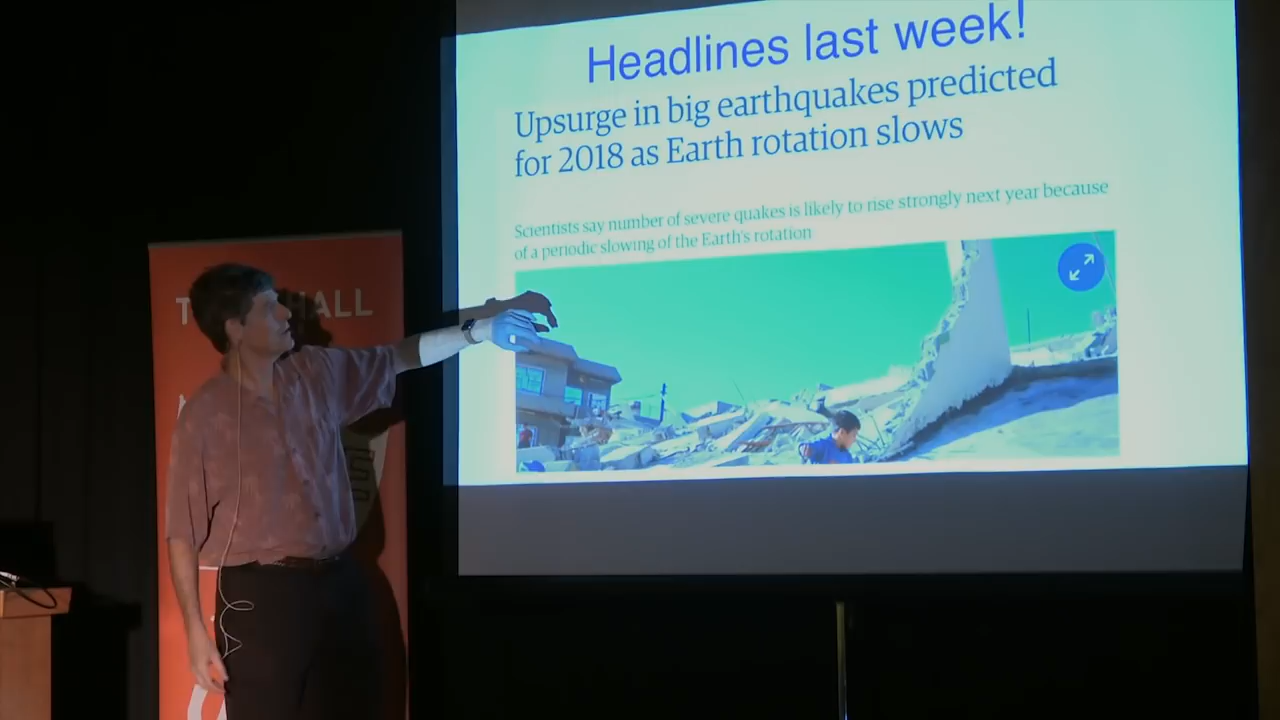 Headlines last week!
Upsurge in big earthquakes predicted
for 2018 as Earth rotation slows
Scientists say number of severe quakes is likely to rise strongly next year because
of a periodic slowing of the Earth's rotation
HALL